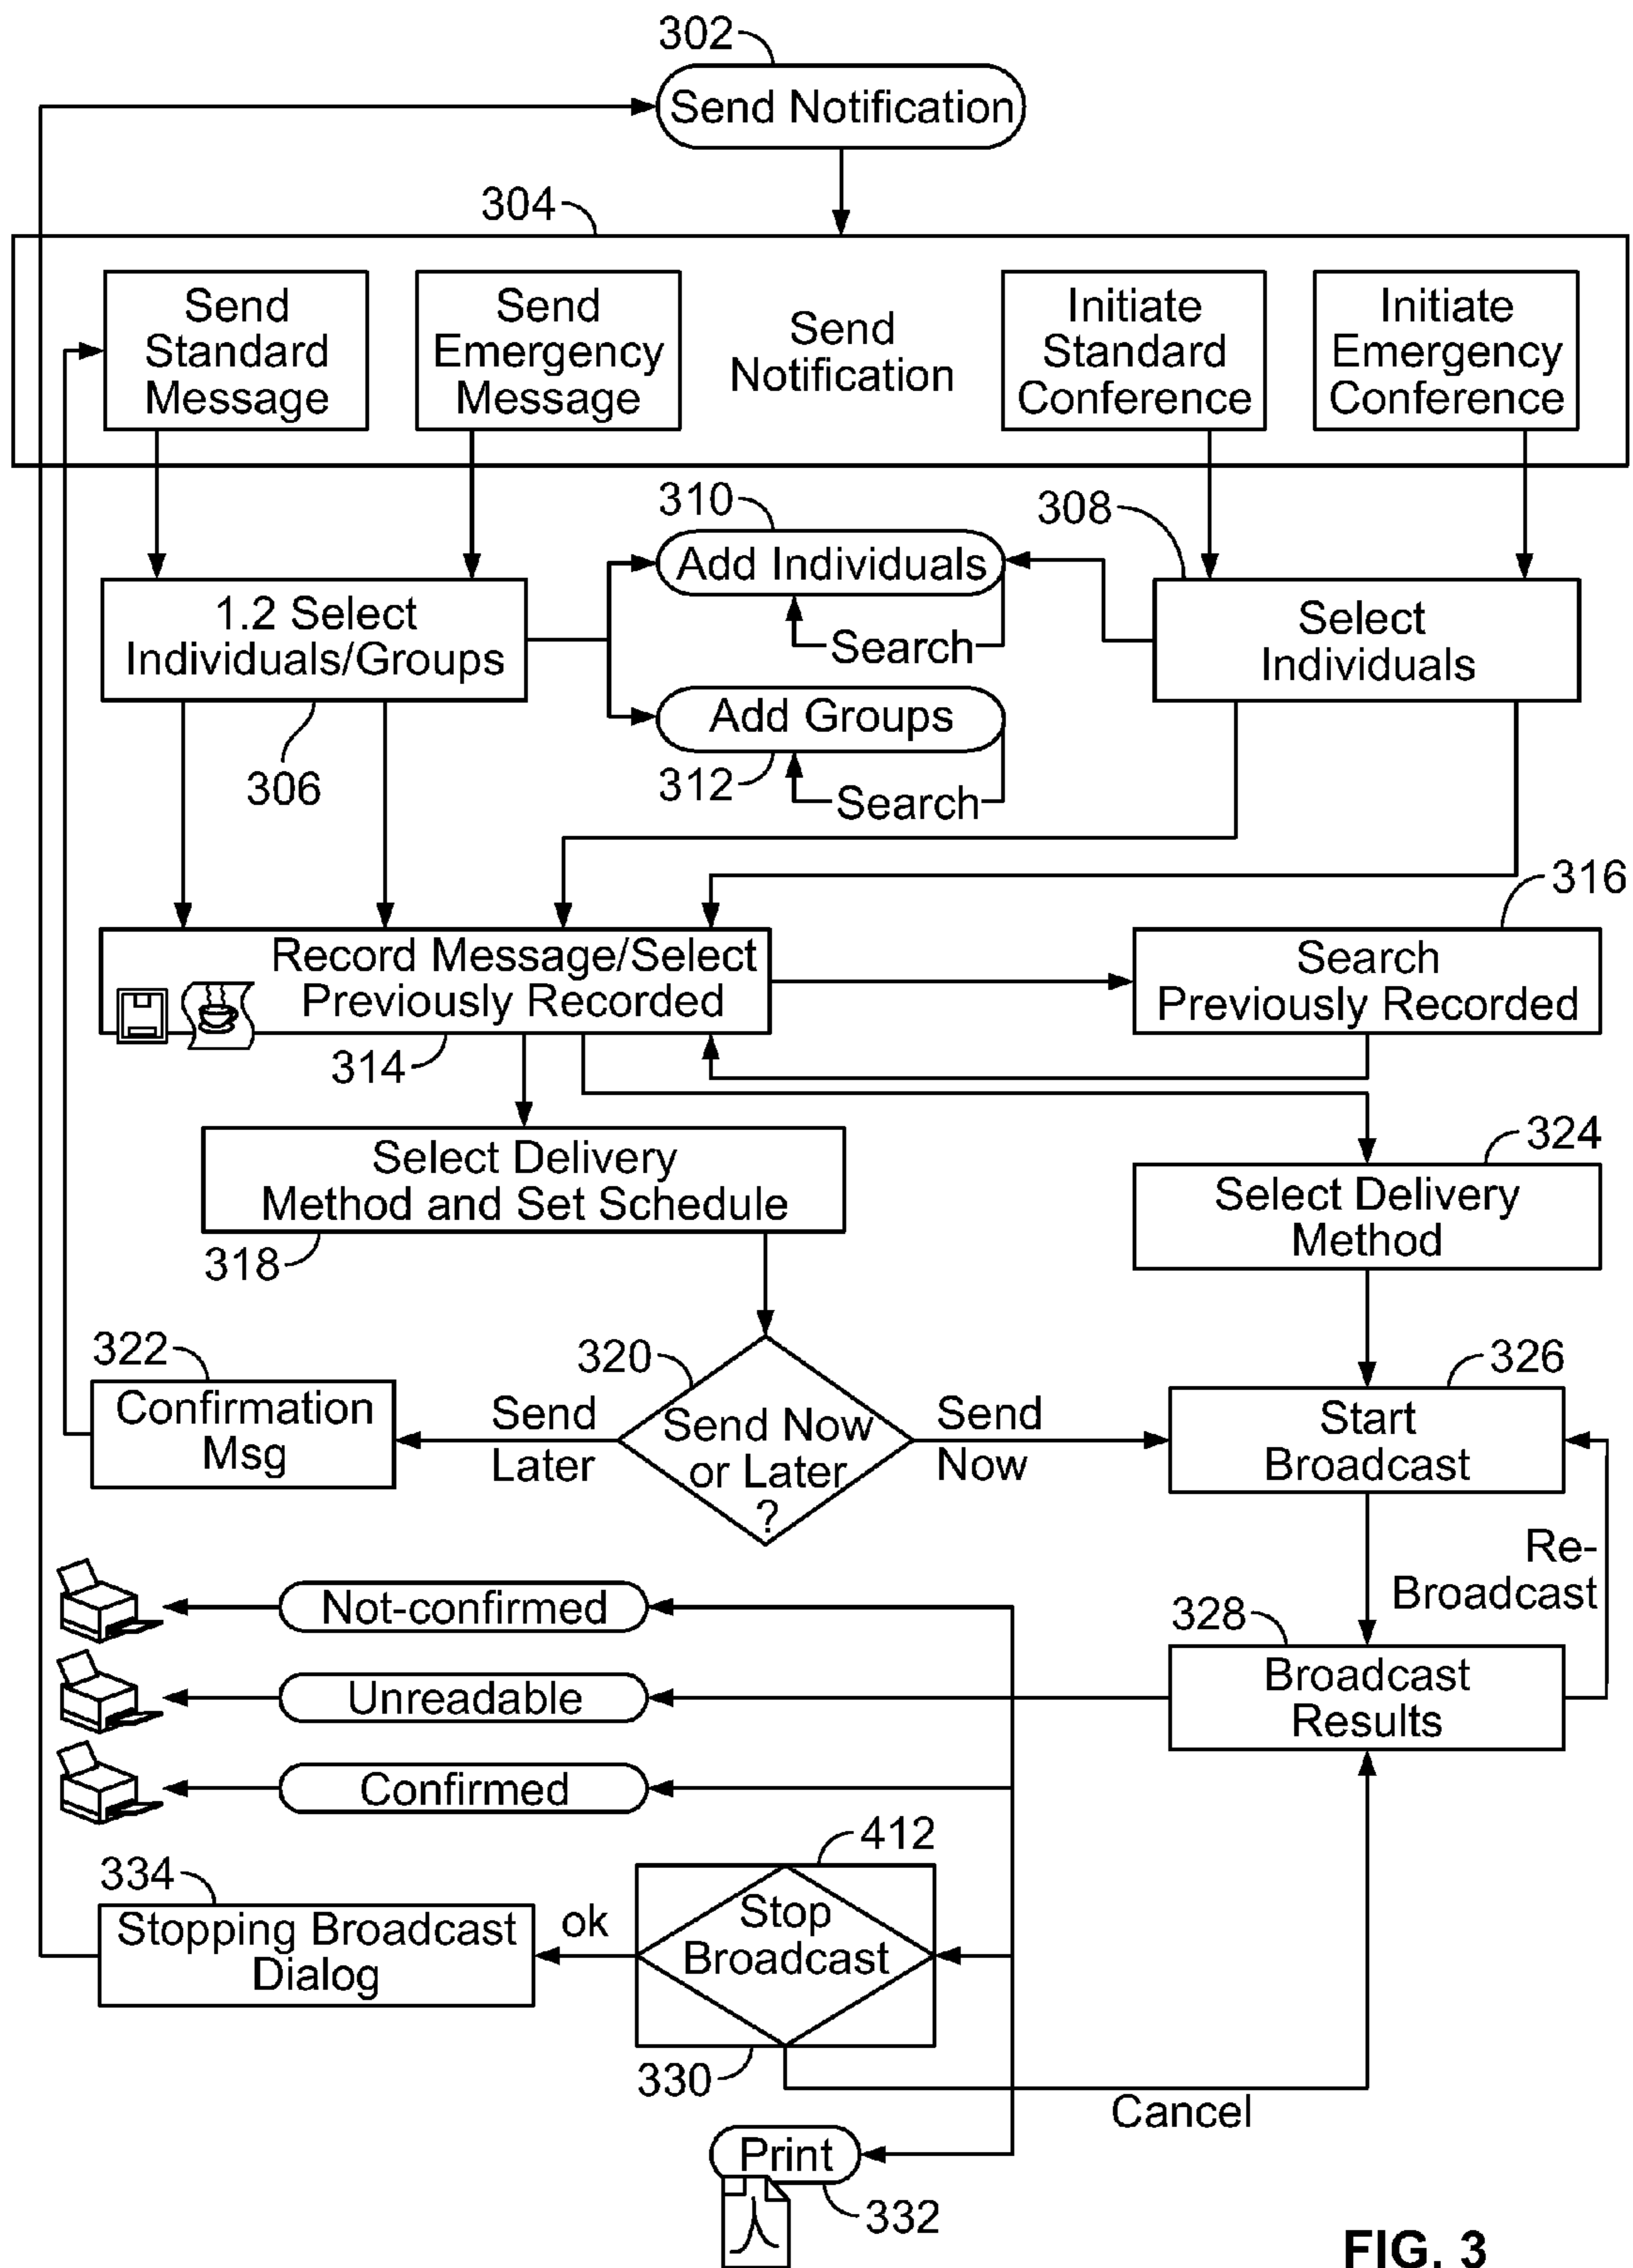 302
Send Notification
304
Send
Standard
Message
Send
Emergency
Message
Send
Notification
Initiate
Standard
Conference
Initiate
Emergency
Conference
310
308
Add Individuals
Search
1.2 Select
Individuals/Groups
Select
Individuals
Add Groups
306
312
Search
316
Record Message/Select
Previously Recorded
Search
Previously Recorded
314
324
Select Delivery
Method and Set Schedule
Select Delivery
Method
318
322
320
326
Confirmation
Msg
Send
Later
Send Now
or Later
?
Send
Now
Start
Broadcast
Re-
Broadcast
Not-confirmed
328
Unreadable
Broadcast
Results
Confirmed
412
334
Stopping Broadcast
Dialog
ok
Stop
Broadcast
330
Cancel
Print
332
FIG. 3